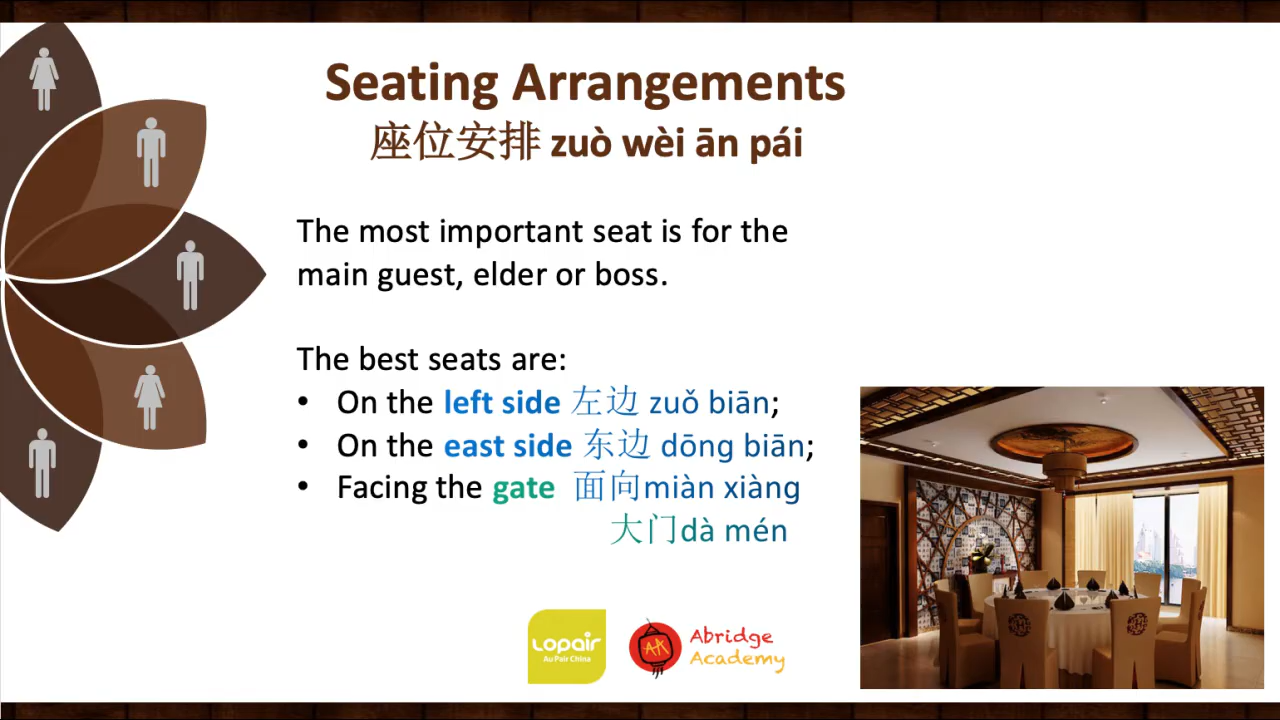 Seating Arrangements
座位安排 zuò wèi ān pái
The most important seat is for the
main guest, elder or boss.
The best seats are:
• On the left side 左边 zuǒ biān;
• On the east side 东边 dōng biān;
• Facing the gate 面向miàn xiàng
大门dà mén
Lopair
Au Pair China
AK
Abridge
Academy